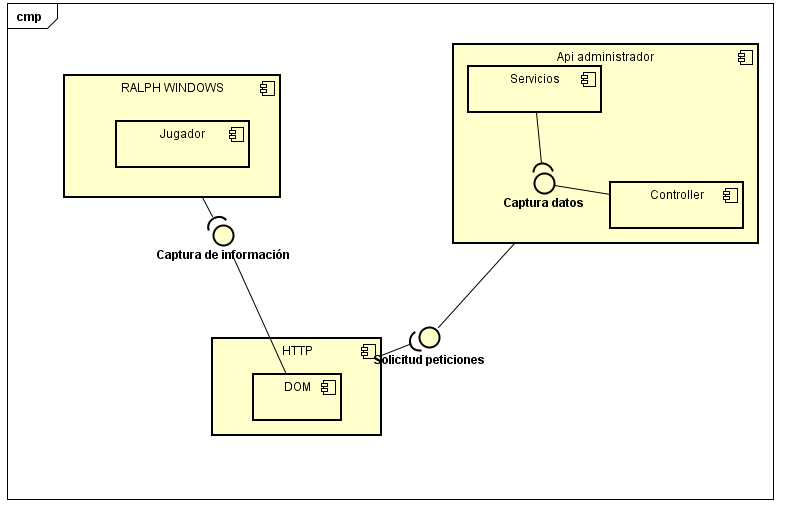 cmp
RALPH WINDOWS
Jugador
Api administrador
Servicios
Captura datos
Controller
Captura de información
HTTP
DOM
Solicitud peticiones